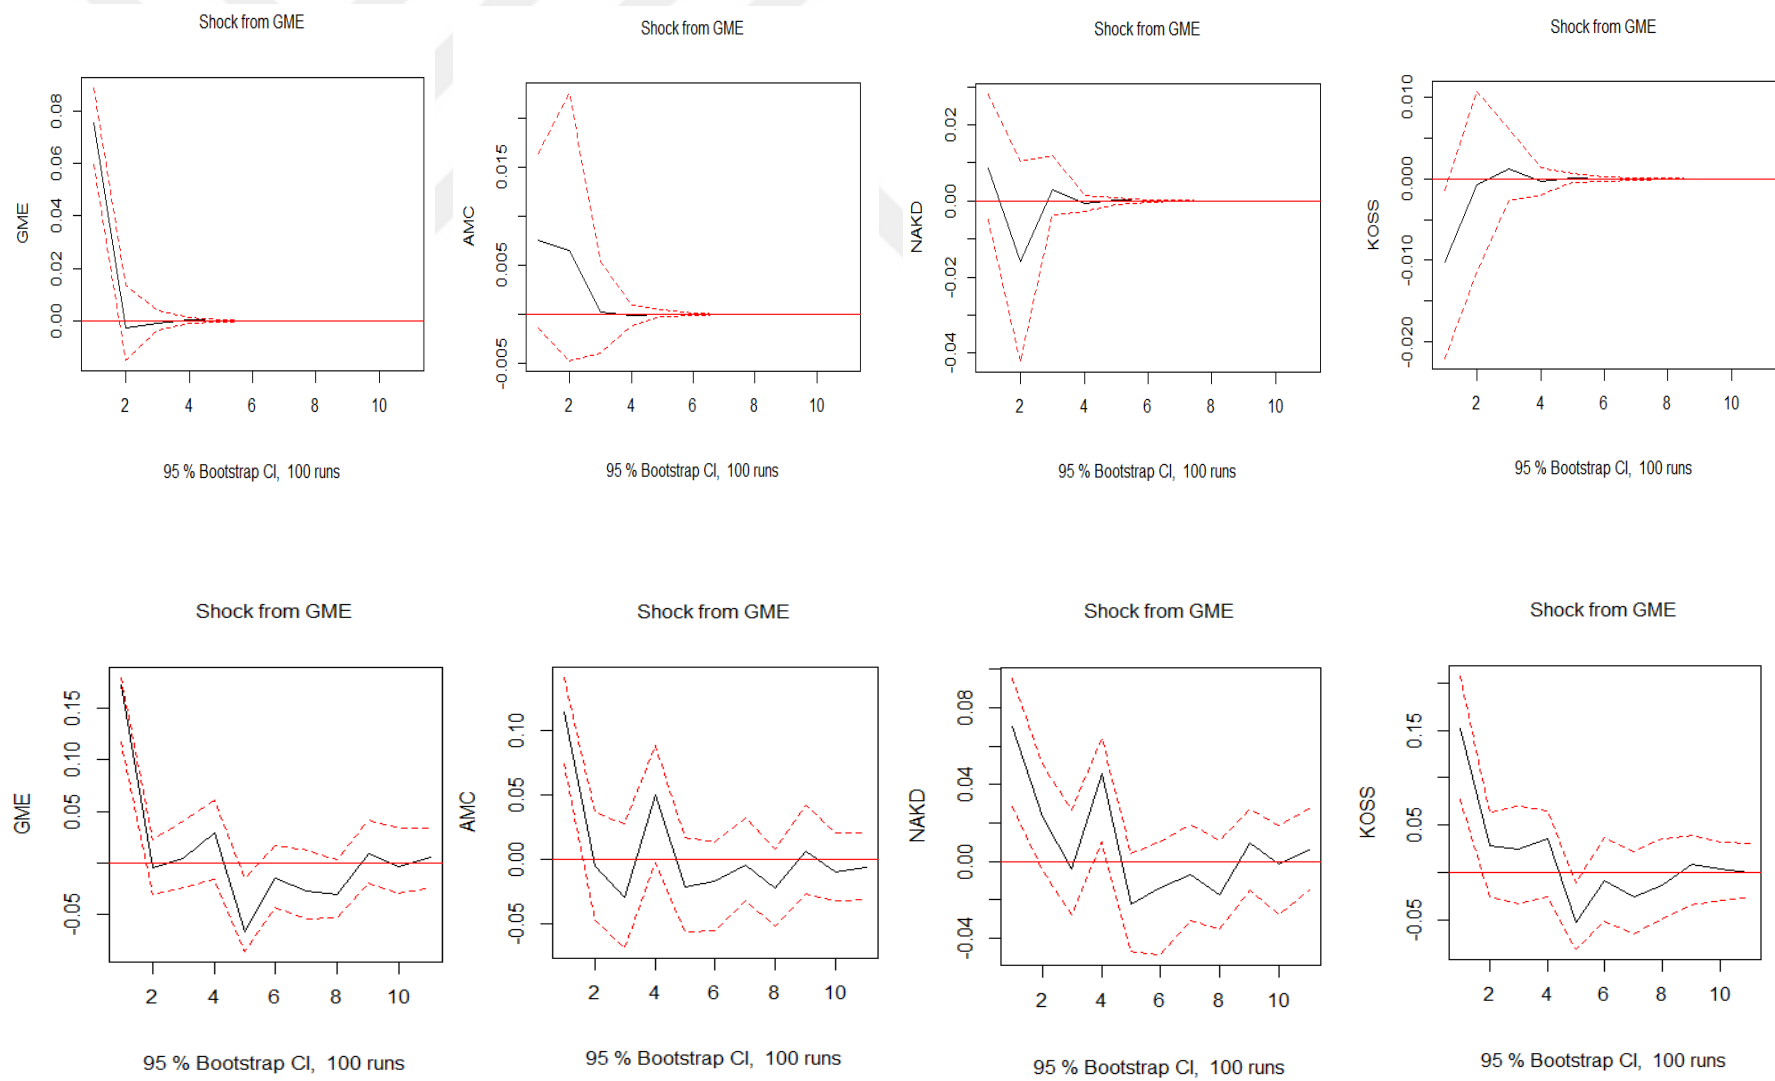 Shock from GME
GME
0.00 0.02 0.04 0.06 0.08
2 4 6 8 10
95 % Bootstrap CI, 100 runs
Shock from GME
AMC
-0.005 0.005 0.015
2 4 6 8 10
95 % Bootstrap CI, 100 runs
Shock from GME
NAKD
-0.04 -0.02 0.00 0.02
2 4 6 8 10
95 % Bootstrap CI, 100 runs
Shock from GME
KOSS
-0.020 -0.010 0.000 0.010
2 4 6 8 10
95 % Bootstrap CI, 100 runs
Shock from GME
GME
-0.05 0.05 0.10 0.15
2 4 6 8 10
95 % Bootstrap CI, 100 runs
Shock from GME
AMC
-0.05 0.00 0.05 0.10
2 4 6 8 10
95 % Bootstrap CI, 100 runs
Shock from GME
NAKD
-0.04 0.00 0.04 0.08
2 4 6 8 10
95 % Bootstrap CI, 100 runs
Shock from GME
KOSS
-0.05 0.05 0.15
2 4 6 8 10
95 % Bootstrap CI, 100 runs